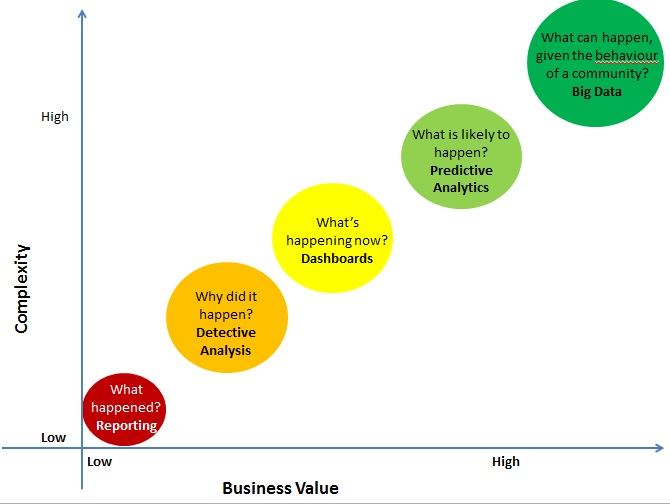 What can happen,
given the behaviour
of a community?
Big Data
High
What is likely to
happen?
Predictive
Analytics
What's
happening now?
Dashboards
Complexity
Why did it
happen?
Detective
Analysis
What
happened?
Reporting
Low
Low
High
Business Value